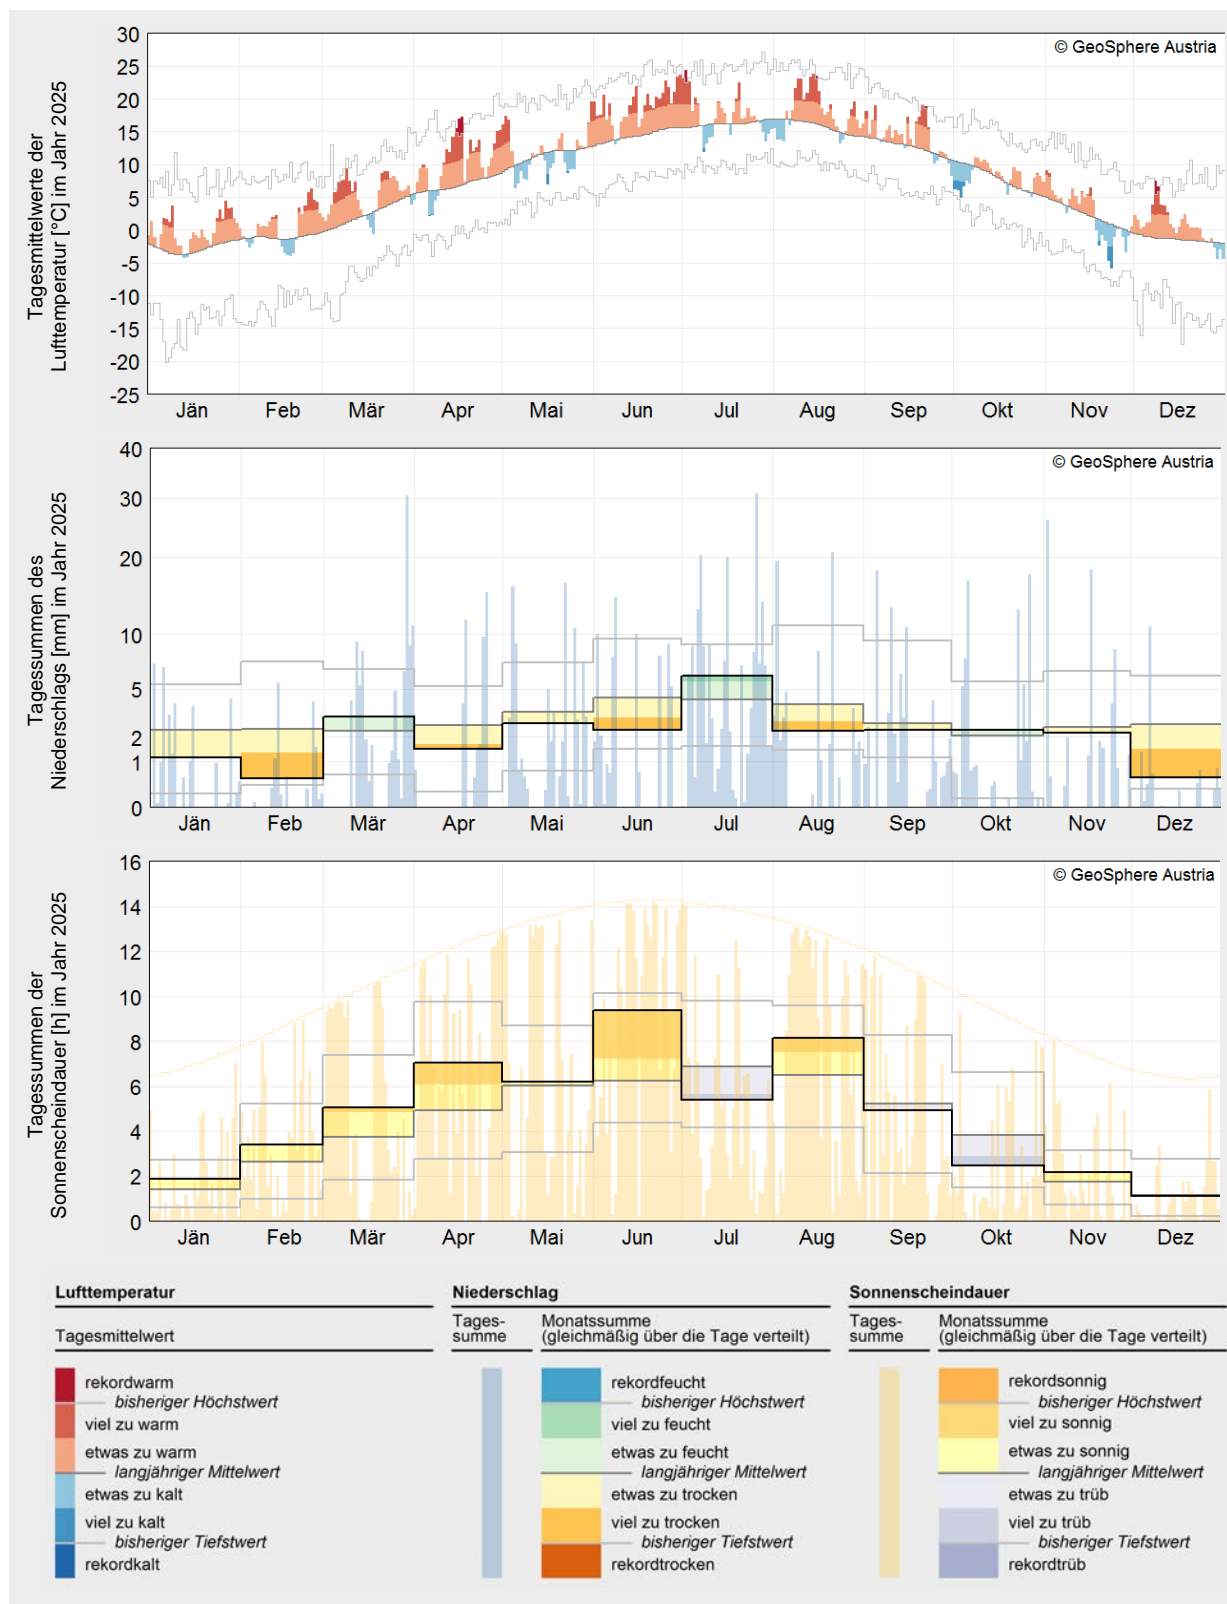 Tagesmittelwerte der
Lufttemperatur [°C] im Jahr 2025
30
25
20
15
10
5
0
-5
-10
-15
-20
-25
© GeoSphere Austria
Jän Feb Mär Apr Mai Jun Jul Aug Sep Okt Nov Dez
Tagessummen des
Niederschlags [mm] im Jahr 2025
40
30
20
10
5
2
1
0
© GeoSphere Austria
Jän Feb Mär Apr Mai Jun Jul Aug Sep Okt Nov Dez
Tagessummen der
Sonnenscheindauer [h] im Jahr 2025
16
14
12
10
8
6
4
2
0
© GeoSphere Austria
Jän Feb Mär Apr Mai Jun Jul Aug Sep Okt Nov Dez
Lufttemperatur
Tagesmittelwert
rekordwarm
bisheriger Höchstwert
viel zu warm
etwas zu warm
langjähriger Mittelwert
etwas zu kalt
viel zu kalt
bisheriger Tiefstwert
rekordkalt
Niederschlag
Tages-
summe
Monatssumme
(gleichmäßig über die Tage verteilt)
rekordfeucht
bisheriger Höchstwert
viel zu feucht
etwas zu feucht
langjähriger Mittelwert
etwas zu trocken
viel zu trocken
bisheriger Tiefstwert
rekordtrocken
Sonnenscheindauer
Tages-
summe
Monatssumme
(gleichmäßig über die Tage verteilt)
rekordsonnig
bisheriger Höchstwert
viel zu sonnig
etwas zu sonnig
langjähriger Mittelwert
etwas zu trüb
viel zu trüb
bisheriger Tiefstwert
rekordtrüb